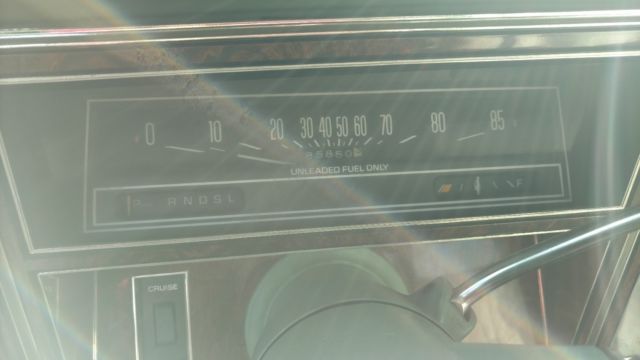 0 10 20 30 40 50 60 70 80 85
UNLEADED FUEL ONLY
P R N D S L F
CRUISE